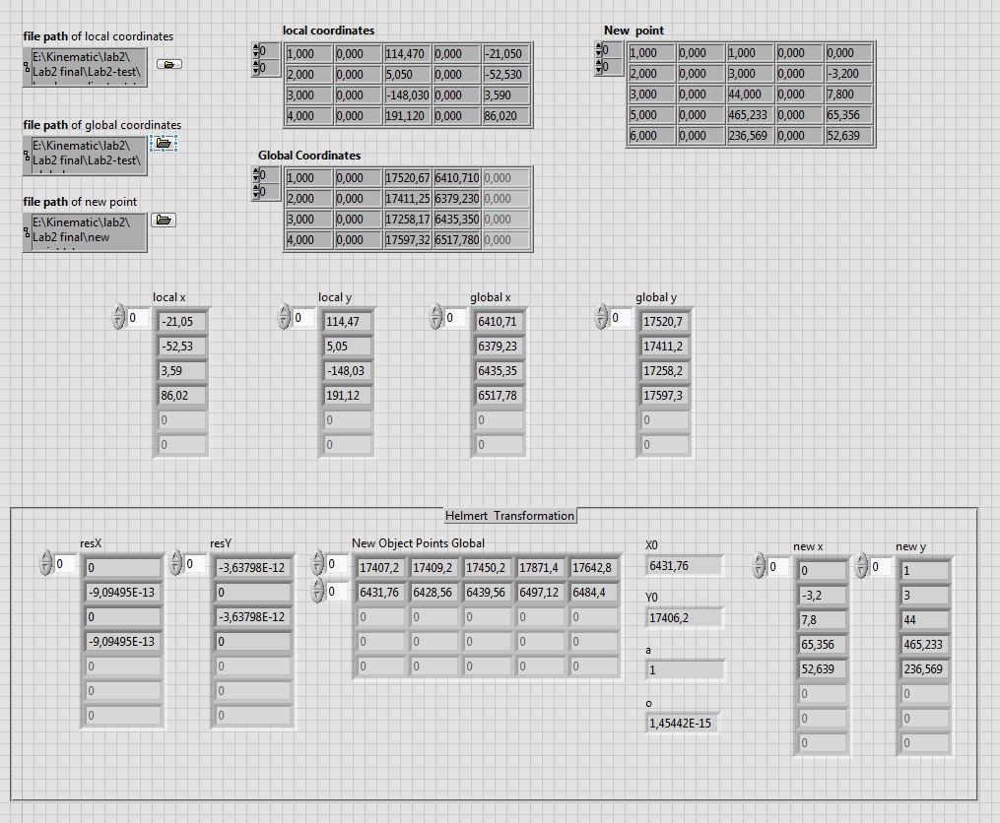 file path of local coordinates
E:\Kinematic\lab2\
Lab2 final\Lab2-test\
local coordinates
0
0
1,000 0,000 114,470 0,000 -21,050
2,000 0,000 5,050 0,000 -52,530
3,000 0,000 -148,030 0,000 3,590
4,000 0,000 191,120 0,000 86,020
New point
0
0
1,000 0,000 1,000 0,000 0,000
2,000 0,000 3,000 0,000 -3,200
3,000 0,000 44,000 0,000 7,800
5,000 0,000 465,233 0,000 65,356
6,000 0,000 236,569 0,000 52,639
file path of global coordinates
E:\Kinematic\lab2\
Lab2 final\Lab2-test\
Global Coordinates
0
0
1,000 0,000 17520,67 6410,710 0,000
2,000 0,000 17411,25 6379,230 0,000
3,000 0,000 17258,17 6435,350 0,000
4,000 0,000 17597,32 6517,780 0,000
file path of new point
E:\Kinematic\lab2\
Lab2 final\new
local x
0
-21,05
-52,53
3,59
86,02
0
0
local y
0
114,47
5,05
-148,03
191,12
0
0
global x
0
6410,71
6379,23
6435,35
6517,78
0
0
global y
0
17520,7
17411,2
17258,2
17597,3
0
0
Helmert Transformation
resX
0
0
-9,09495E-13
0
-9,09495E-13
0
0
0
resY
0
-3,63798E-12
0
-3,63798E-12
0
0
0
0
New Object Points Global
0
0
17407,2 17409,2 17450,2 17871,4 17642,8
6431,76 6428,56 6439,56 6497,12 6484,4
0 0 0 0 0
0 0 0 0 0
0 0 0 0 0
X0
6431,76
Y0
17406,2
a
1
o
1,45442E-15
new x
0
0
-3,2
7,8
65,356
52,639
0
0
0
new y
0
1
3
44
465,233
236,569
0
0
0